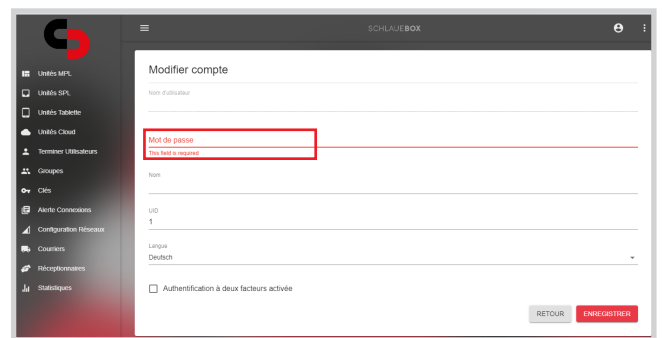 SCHLAUEBOX
Unités MPL
Unités SPL
Unités Tablette
Unités Cloud
Terminer Utilisateurs
Groupes
Clés
Alerte Connexions
Configuration Réseaux
Courriers
Réceptionnaires
Statistiques
Modifier compte
Nom d'utilisateur
Mot de passe
This field is required
Nom
UID
1
Langue
Deutsch
Authentification à deux facteurs activée
RETOUR
ENREGISTRER